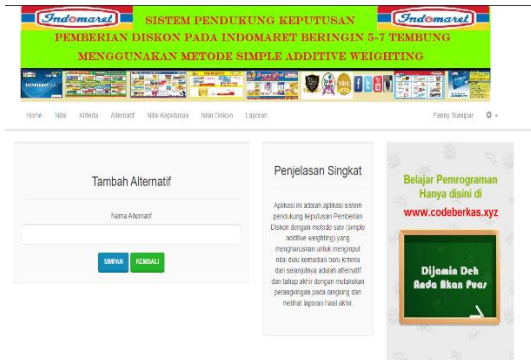 Indomaret
Indomaret
SISTEM PENDUKUNG KEPUTUSAN
PEMBERIAN DISKON PADA INDOMARET BERINGIN 5-7 TEMBUNG
MENGGUNAKAN METODE SIMPLE ADDITIVE WEIGHTING
Home Nilai Kriteria Alternatif Nilai Keputusan Nilai Diskon Laporan
Fanny Sianipar
Tambah Alternatif
Nama Alternatif
SIMPAN KEMBALI
Penjelasan Singkat
Aplikasi ini adalah aplikasi sistem
pendukung keputusan Pemberian
Diskon dengan metode saw (simple
additive weighting) yang
mengharuskan untuk menginput
nilai dulu kemudian baru kriteria
dan selanjutnya adalah alternatif
dan tahap akhir dengan melakukan
perangkingan pada rangking dan
melihat laporan hasil akhir.
Belajar Pemrograman
Hanya disini di
www.codeberkas.xyz
Dijamin Deh
Anda Akan Puas